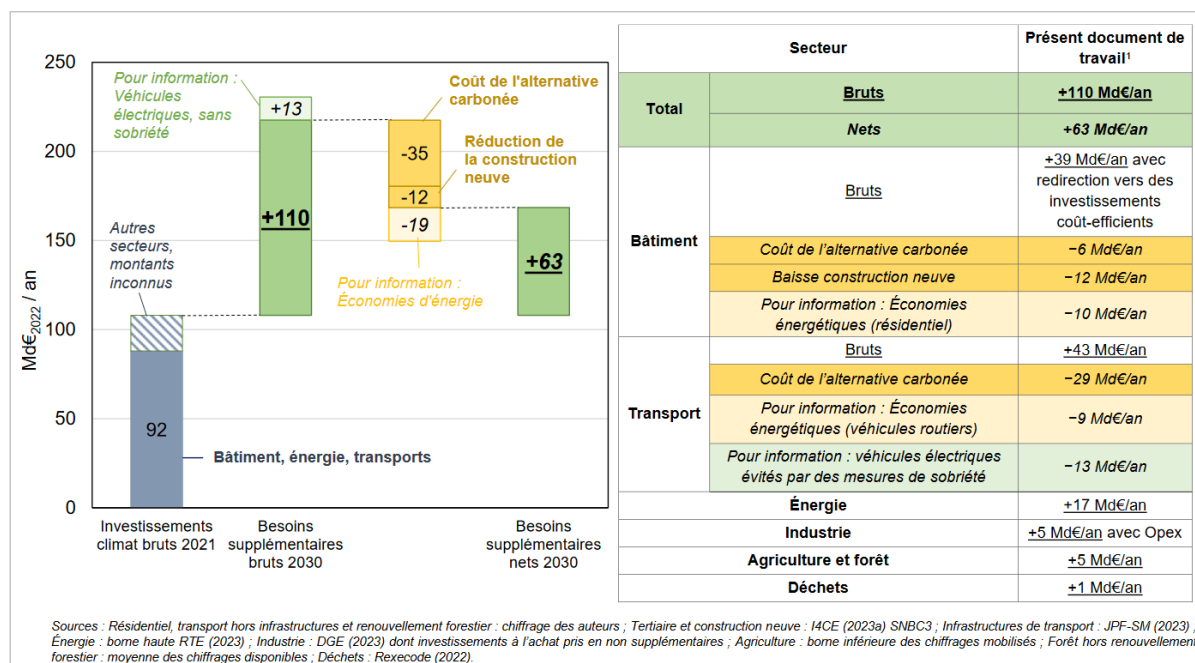 250
200
150
100
50
0
Md€2022 / an
Pour information :
Véhicules
électriques, sans
sobriété
+13
+110
Coût de l'alternative
carbonée
-35
Réduction de
la construction
neuve
-12
-19
Pour information :
Économies d'énergie
+63
Autres
secteurs,
montants
inconnus
92
Bâtiment, énergie, transports
Investissements
climat bruts 2021
Besoins
supplémentaires
bruts 2030
Besoins
supplémentaires
nets 2030
Secteur
Présent document de
travail¹
Total
Bruts
+110 Md€/an
Nets
+63 Md€/an
Bâtiment
Bruts
+39 Md€/an avec
redirection vers des
investissements
coût-efficients
Coût de l’alternative carbonée
−6 Md€/an
Baisse construction neuve
−12 Md€/an
Pour information : Économies
énergétiques (résidentiel)
−10 Md€/an
Transport
Bruts
+43 Md€/an
Coût de l’alternative carbonée
−29 Md€/an
Pour information : Économies
énergétiques (véhicules routiers)
−9 Md€/an
Pour information : véhicules électriques
évités par des mesures de sobriété
−13 Md€/an
Énergie
+17 Md€/an
Industrie
+5 Md€/an avec Opex
Agriculture et forêt
+5 Md€/an
Déchets
+1 Md€/an
Sources : Résidentiel, transport hors infrastructures et renouvellement forestier : chiffrage des auteurs ; Tertiaire et construction neuve : I4CE (2023a) SNBC3 ; Infrastructures de transport : JPF-SM (2023) ;
Énergie : borne haute RTE (2023) ; Industrie : DGE (2023) dont investissements à l’achat pris en non supplémentaires ; Agriculture : borne inférieure des chiffrages mobilisés ; Forêt hors renouvellement
forestier : moyenne des chiffrages disponibles ; Déchets : Rexecode (2022).